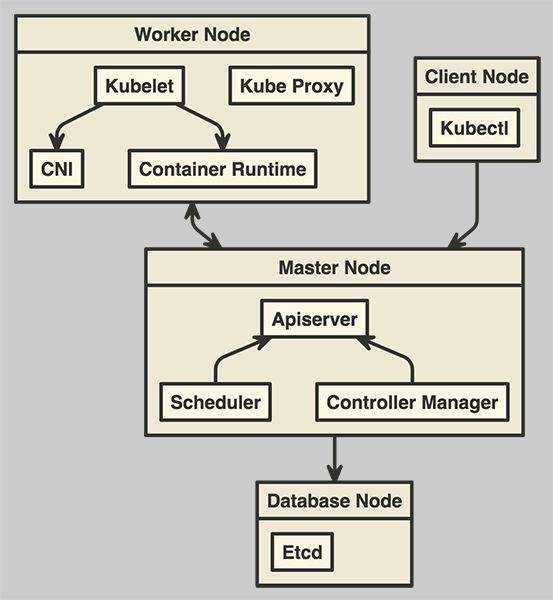 Worker Node
Kubelet
Kube Proxy
CNI
Container Runtime
Client Node
Kubectl
Master Node
Apiserver
Scheduler
Controller Manager
Database Node
Etcd